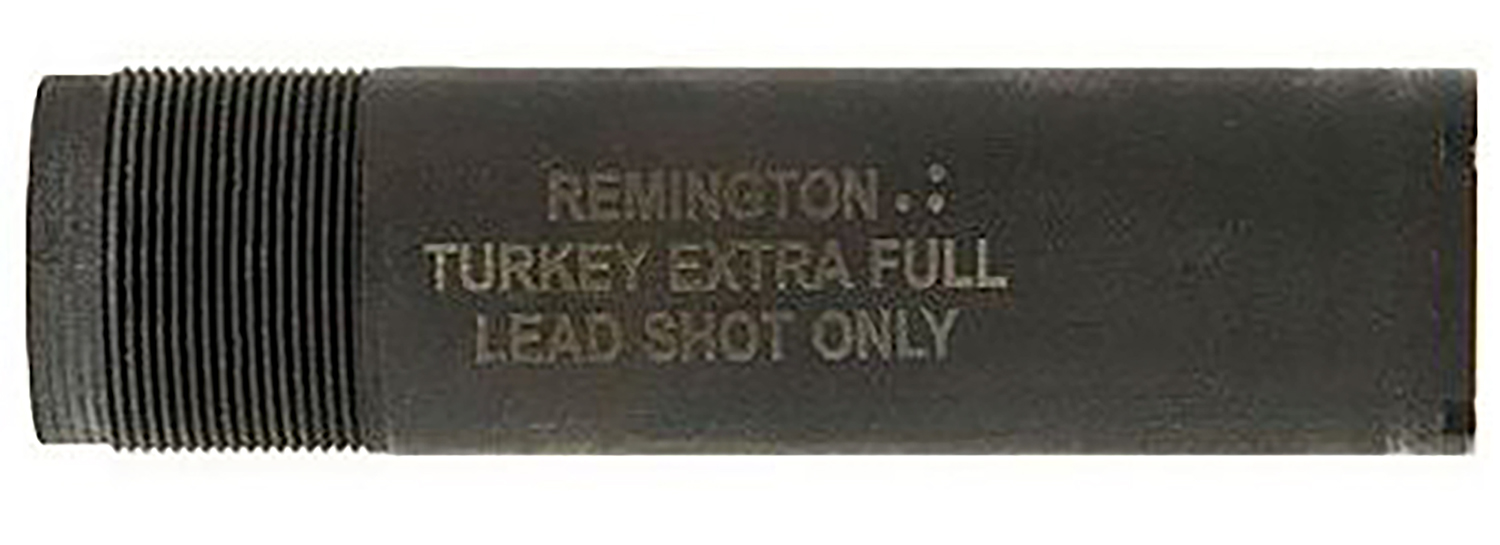 REMINGTON
TURKEY EXTRA FULL
LEAD SHOT ONLY